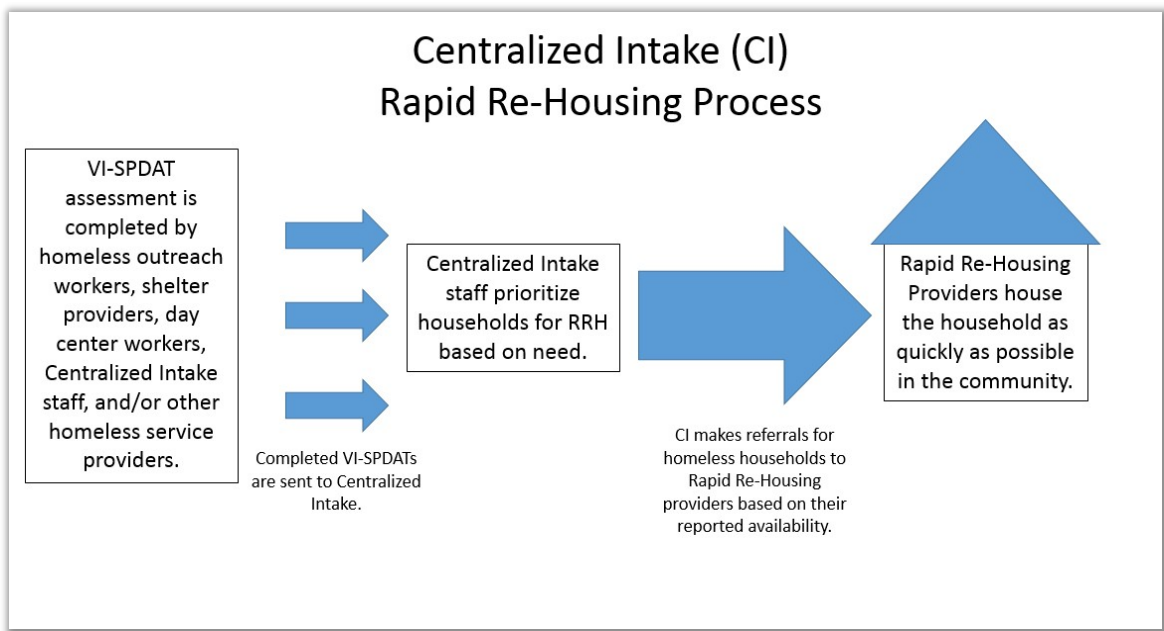 Centralized Intake (CI)
Rapid Re-Housing Process
VI-SPDAT
assessment is
completed by
homeless outreach
workers, shelter
providers, day
center workers,
Centralized Intake
staff, and/or other
homeless service
providers.
Completed VI-SPDATs
are sent to Centralized
Intake.
Centralized Intake
staff prioritize
households for RRH
based on need.
CI makes referrals for
homeless households to
Rapid Re-Housing
providers based on their
reported availability.
Rapid Re-Housing
Providers house
the household as
quickly as possible
in the community.